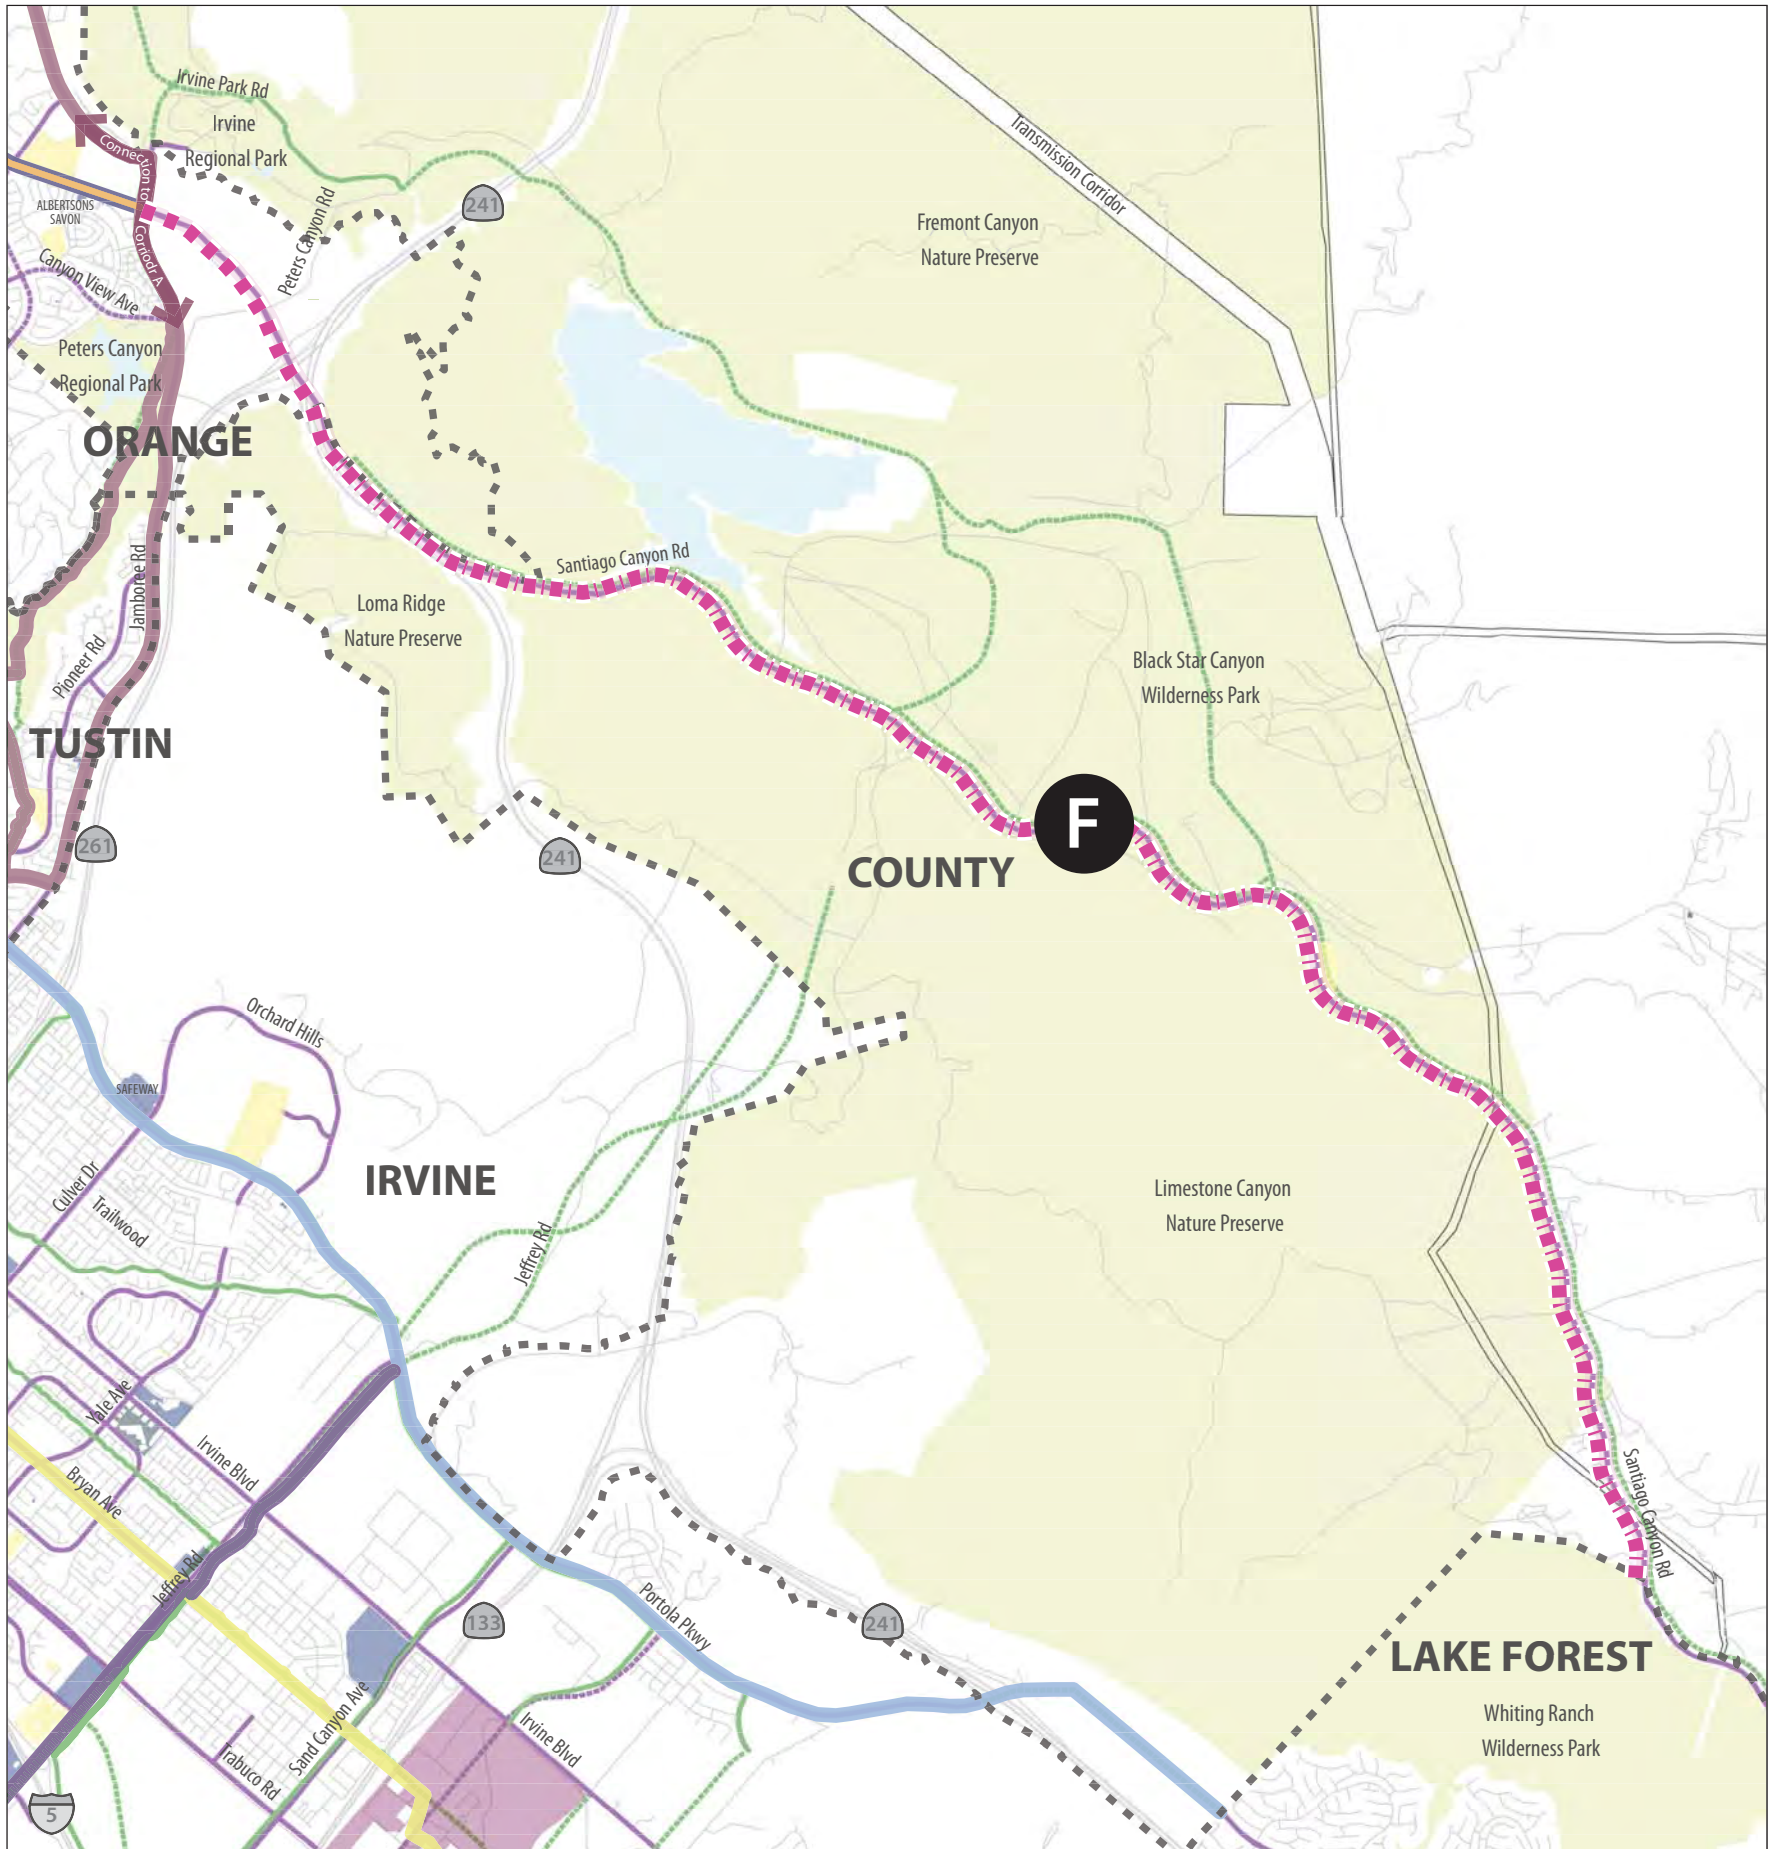 Irvine Park Rd
Irvine
Regional Park
Connection to
Corriodr A
ALBERTSONS
SAVON
Peters Canyon Rd
241
Transmission Corridor
Fremont Canyon
Nature Preserve
Canyon View Ave
Peters Canyon
Regional Park
ORANGE
Santiago Canyon Rd
Jamboree Rd
Loma Ridge
Nature Preserve
Pioneer Rd
Black Star Canyon
Wilderness Park
TUSTIN
261
241
F
COUNTY
Orchard Hills
SAFEWAY
IRVINE
Culver Dr
Trailwood
Jeffrey Rd
Limestone Canyon
Nature Preserve
Yale Ave
Irvine Blvd
Bryan Ave
Santiago Canyon Rd
Jeffrey Rd
133
Portola Pkwy
241
LAKE FOREST
Whiting Ranch
Wilderness Park
Sand Canyon Ave
Irvine Blvd
Trabuco Rd
5